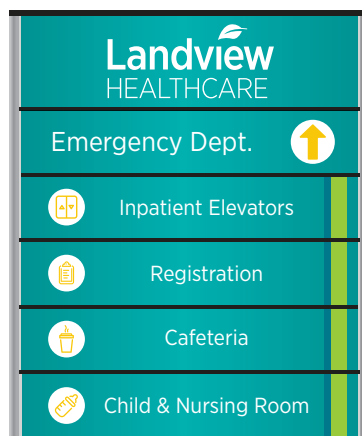 Landview
HEALTHCARE
Emergency Dept.
Inpatient Elevators
Registration
Cafeteria
Child & Nursing Room